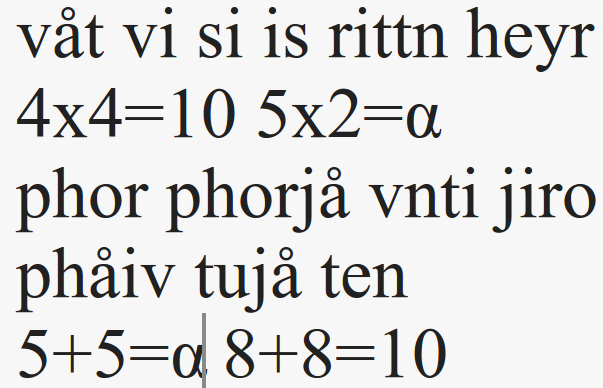 våt vi si is rittn heyr
4x4=10 5x2=α
phor phorjå vnti jiro
phåiv tujå ten
5+5=α 8+8=10